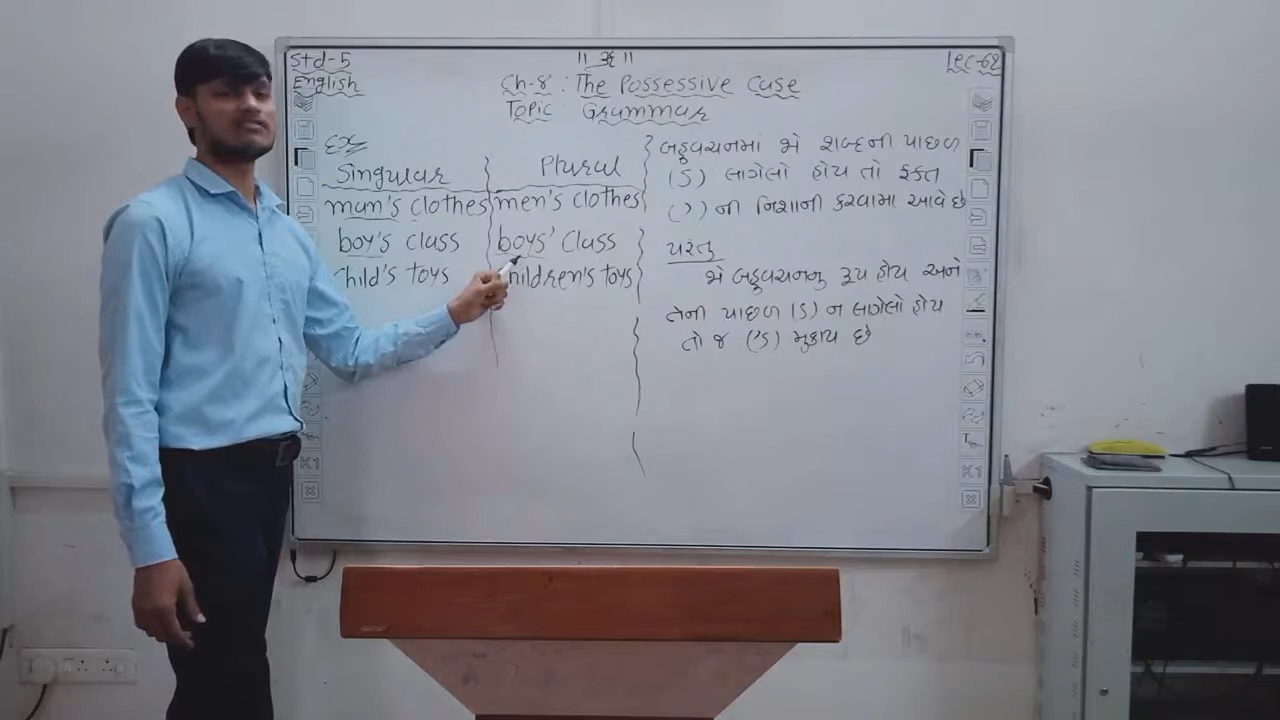 Std-5
English
|| ૐ ||
Lec-62
Ch-8 : The Possessive Case
Topic : Grammar
Ex
Singular
Plural
man's clothes
men's clothes
boy's class
boys' class
child's toys
children's toys
બહુવચનમાં જે શબ્દની પાછળ
(S) લાગેલો હોય તો ફક્ત
(') ની નિશાની કરવામા આવે છે
પરંતુ
જે બહુવચનનુ રૂપ હોય અને
તેની પાછળ (S) ન લાગેલો હોય
તો જ ('S) મુકાય છે
K1
K1